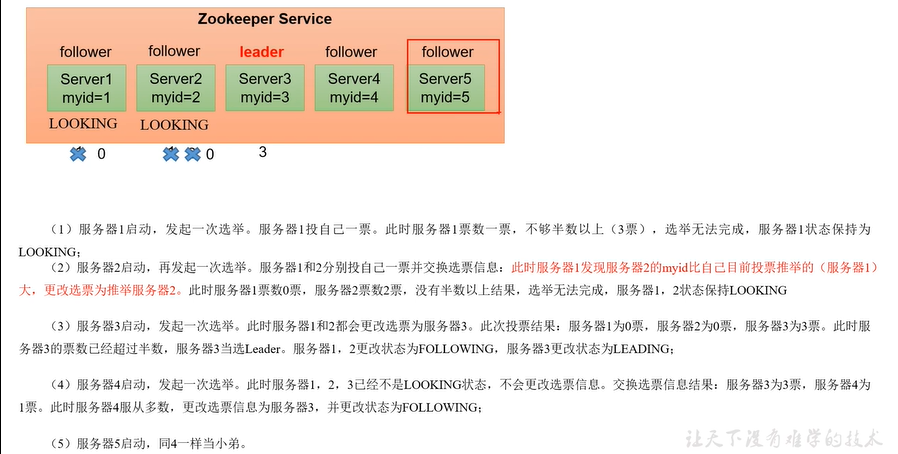 Zookeeper Service
follower follower leader follower follower
Server1 Server2 Server3 Server4 Server5
myid=1 myid=2 myid=3 myid=4 myid=5
LOOKING LOOKING
0 0 3
（1）服务器1启动，发起一次选举。服务器1投自己一票。此时服务器1票数一票，不够半数以上（3票），选举无法完成，服务器1状态保持为
LOOKING；
（2）服务器2启动，再发起一次选举。服务器1和2分别投自己一票并交换选票信息：此时服务器1发现服务器2的myid比自己目前投票推举的（服务器1）
大，更改选票为推举服务器2。此时服务器1票数0票，服务器2票数2票，没有半数以上结果，选举无法完成，服务器1，2状态保持LOOKING
（3）服务器3启动，发起一次选举。此时服务器1和2都会更改选票为服务器3。此次投票结果：服务器1为0票，服务器2为0票，服务器3为3票。此时服
务器3的票数已经超过半数，服务器3当选Leader。服务器1，2更改状态为FOLLOWING，服务器3更改状态为LEADING；
（4）服务器4启动，发起一次选举。此时服务器1，2，3已经不是LOOKING状态，不会更改选票信息。交换选票信息结果：服务器3为3票，服务器4为
1票。此时服务器4服从多数，更改选票信息为服务器3，并更改状态为FOLLOWING；
（5）服务器5启动，同4一样当小弟。
让天下没有难学的技术